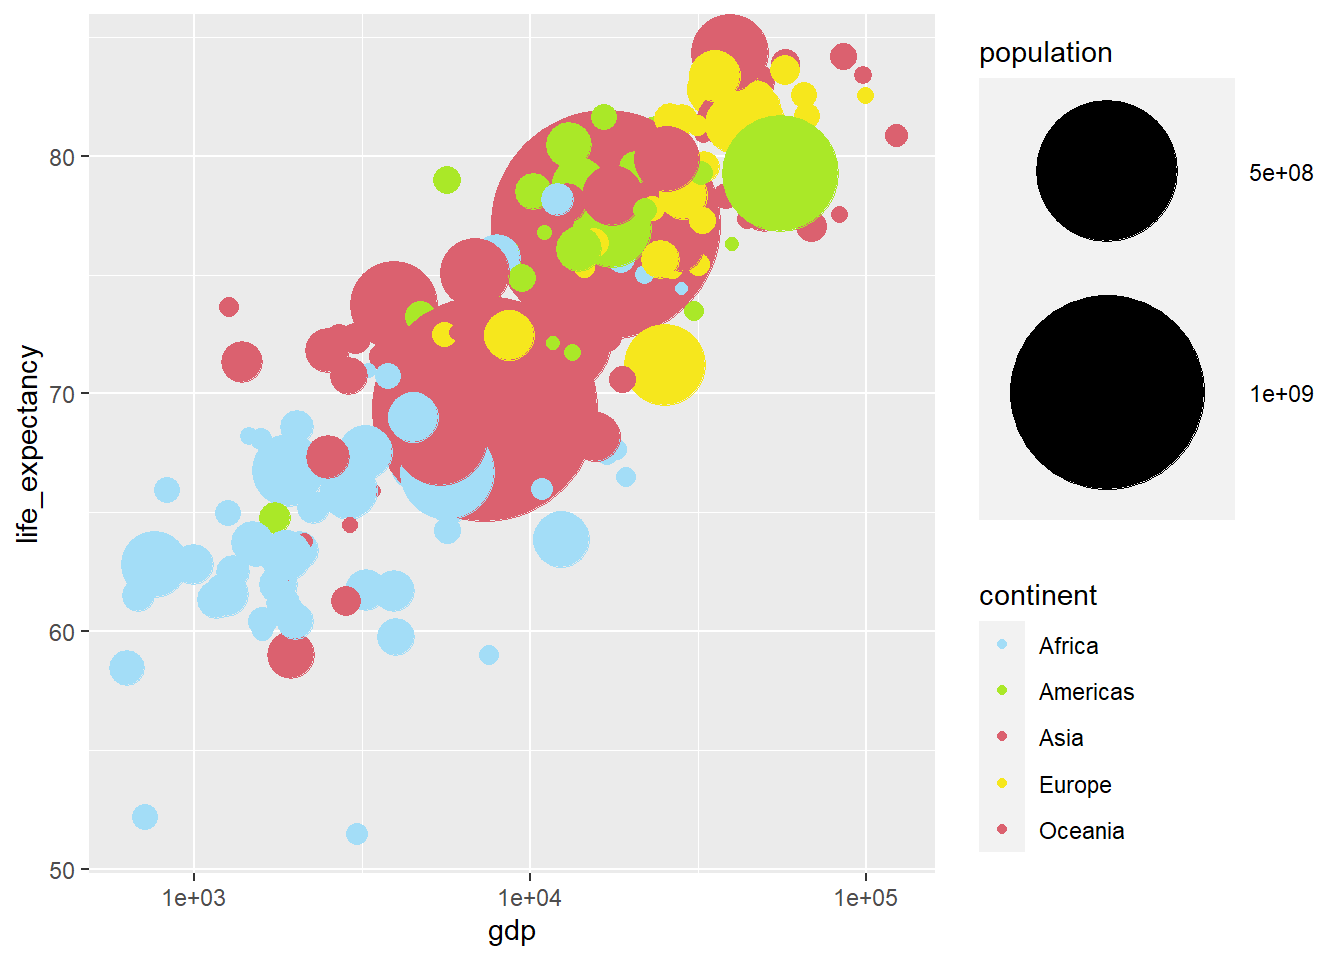 80
70
60
50
life_expectancy
1e+03
1e+04
1e+05
gdp
population
5e+08
1e+09
continent
Africa
Americas
Asia
Europe
Oceania